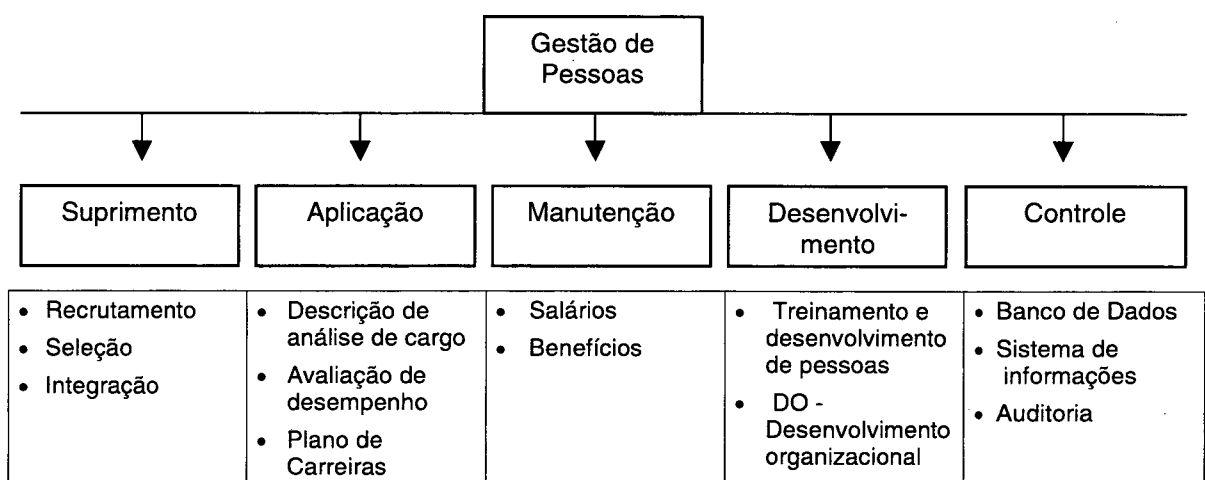 Gestão de
Pessoas
Suprimento
Aplicação
Manutenção
Desenvolvi-
mento
Controle
• Recrutamento
• Seleção
• Integração
• Descrição de
análise de cargo
• Avaliação de
desempenho
• Plano de
Carreiras
• Salários
• Benefícios
• Treinamento e
desenvolvimento
de pessoas
• DO -
Desenvolvimento
organizacional
• Banco de Dados
• Sistema de
informações
• Auditoria